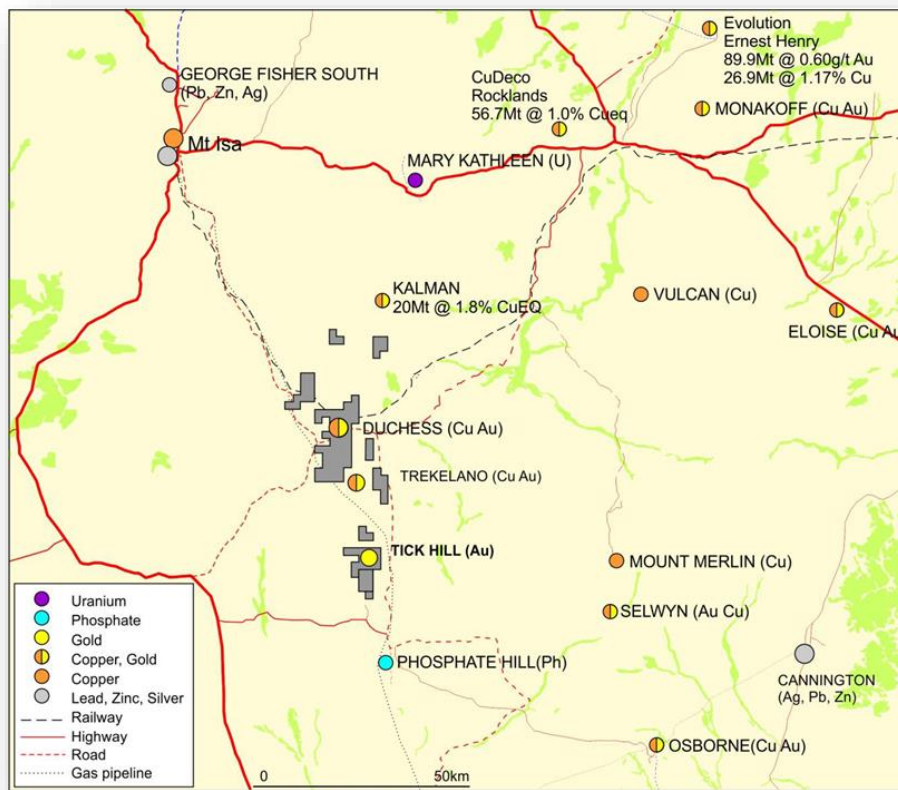 Evolution
Ernest Henry
89.9Mt @ 0.60g/t Au
26.9Mt @ 1.17% Cu
GEORGE FISHER SOUTH
(Pb, Zn, Ag)
CuDeco
Rocklands
56.7Mt @ 1.0% Cueq
MONAKOFF (Cu Au)
Mt Isa
MARY KATHLEEN (U)
KALMAN
20Mt @ 1.8% CuEQ
VULCAN (Cu)
ELOISE (Cu Au
DUCHESS (Cu Au)
TREKELANO (Cu Au)
TICK HILL (Au)
MOUNT MERLIN (Cu)
SELWYN (Au Cu)
PHOSPHATE HILL(Ph)
CANNINGTON
(Ag, Pb, Zn)
OSBORNE(Cu Au)
Uranium
Phosphate
Gold
Copper, Gold
Copper
Lead, Zinc, Silver
Railway
Highway
Road
Gas pipeline
0 50km